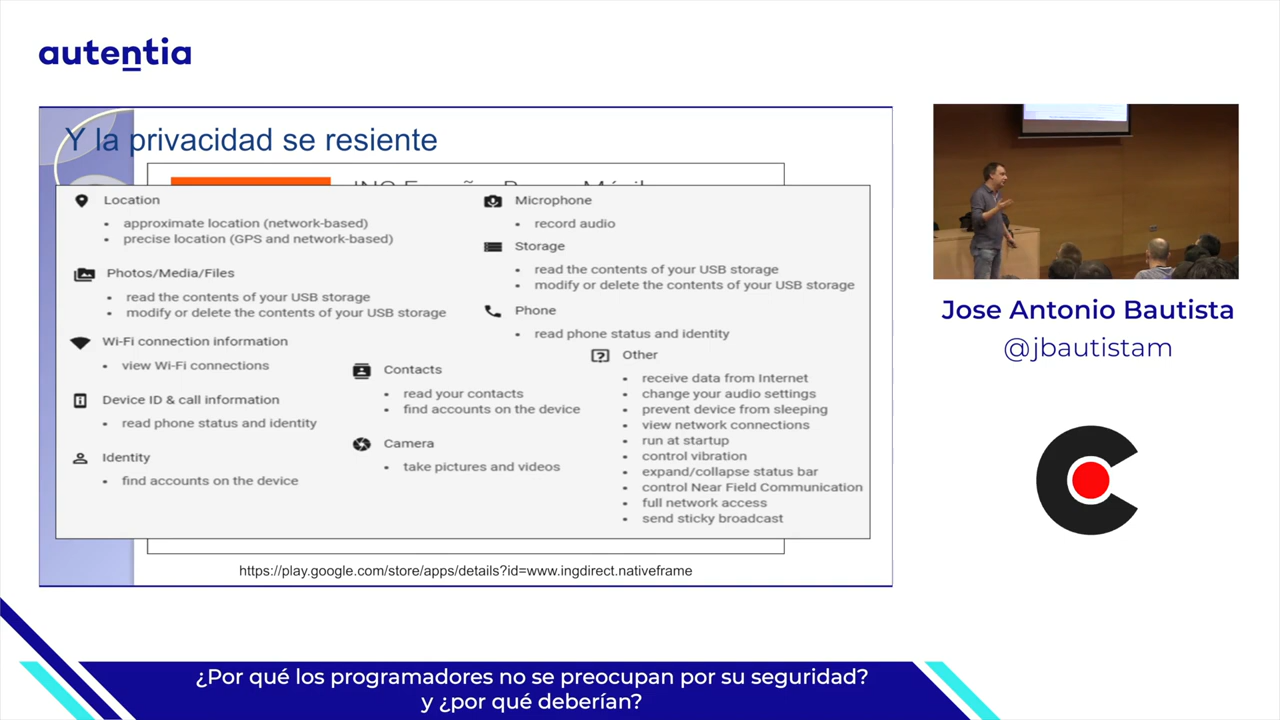 autentia
Y la privacidad se resiente
Location
approximate location (network-based)
precise location (GPS and network-based)
Photos/Media/Files
read the contents of your USB storage
modify or delete the contents of your USB storage
Wi-Fi connection information
view Wi-Fi connections
Device ID & call information
read phone status and identity
Identity
find accounts on the device
Contacts
read your contacts
find accounts on the device
Camera
take pictures and videos
Microphone
record audio
Storage
read the contents of your USB storage
modify or delete the contents of your USB storage
Phone
read phone status and identity
Other
receive data from Internet
change your audio settings
prevent device from sleeping
view network connections
run at startup
control vibration
expand/collapse status bar
control Near Field Communication
full network access
send sticky broadcast
https://play.google.com/store/apps/details?id=www.ingdirect.nativeframe
Jose Antonio Bautista
@jbautistam
¿Por qué los programadores no se preocupan por su seguridad?
y ¿por qué deberían?